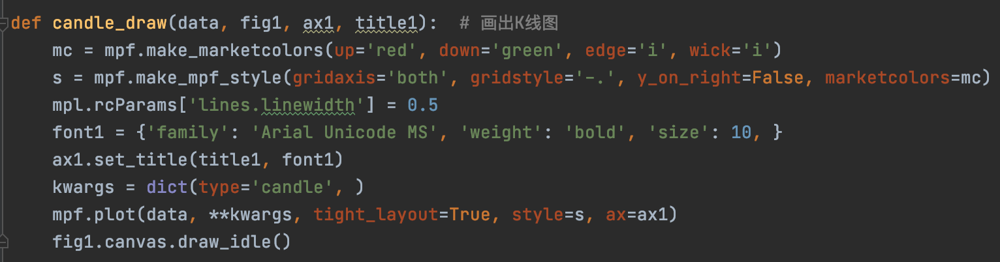 def candle_draw(data, fig1, ax1, title1):  # 画出K线图
    mc = mpf.make_marketcolors(up='red', down='green', edge='i', wick='i')
    s = mpf.make_mpf_style(gridaxis='both', gridstyle='-.', y_on_right=False, marketcolors=mc)
    mpl.rcParams['lines.linewidth'] = 0.5
    font1 = {'family': 'Arial Unicode MS', 'weight': 'bold', 'size': 10, }
    ax1.set_title(title1, font1)
    kwargs = dict(type='candle', )
    mpf.plot(data, **kwargs, tight_layout=True, style=s, ax=ax1)
    fig1.canvas.draw_idle()